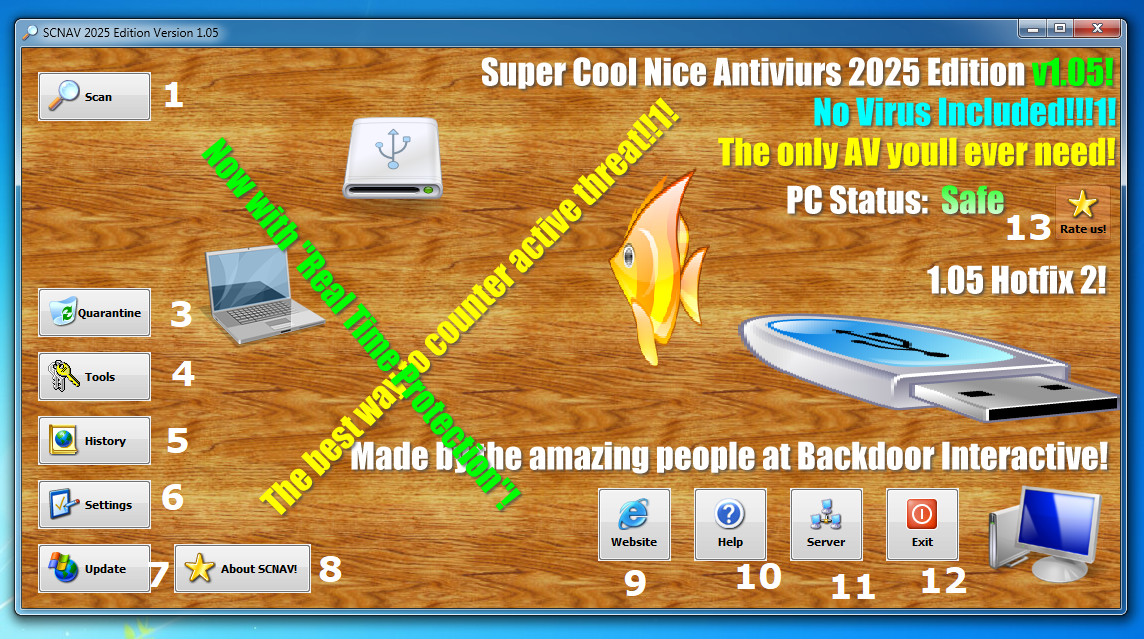 SCNAV 2025 Edition Version 1.05
Super Cool Nice Antiviurs 2025 Edition v1.05!
Scan 1
No Virus Included!!!1!
The only AV youll ever need!
PC Status: Safe
13
Rate us!
Now with "Real Time Protection"!
The best way to counter active threat!!1!
1.05 Hotfix 2!
Quarantine 3
Tools 4
History 5
Made by the amazing people at Backdoor Interactive!
Settings 6
Website
Help
Server
Exit
Update 7
About SCNAV! 8
9
10
11
12